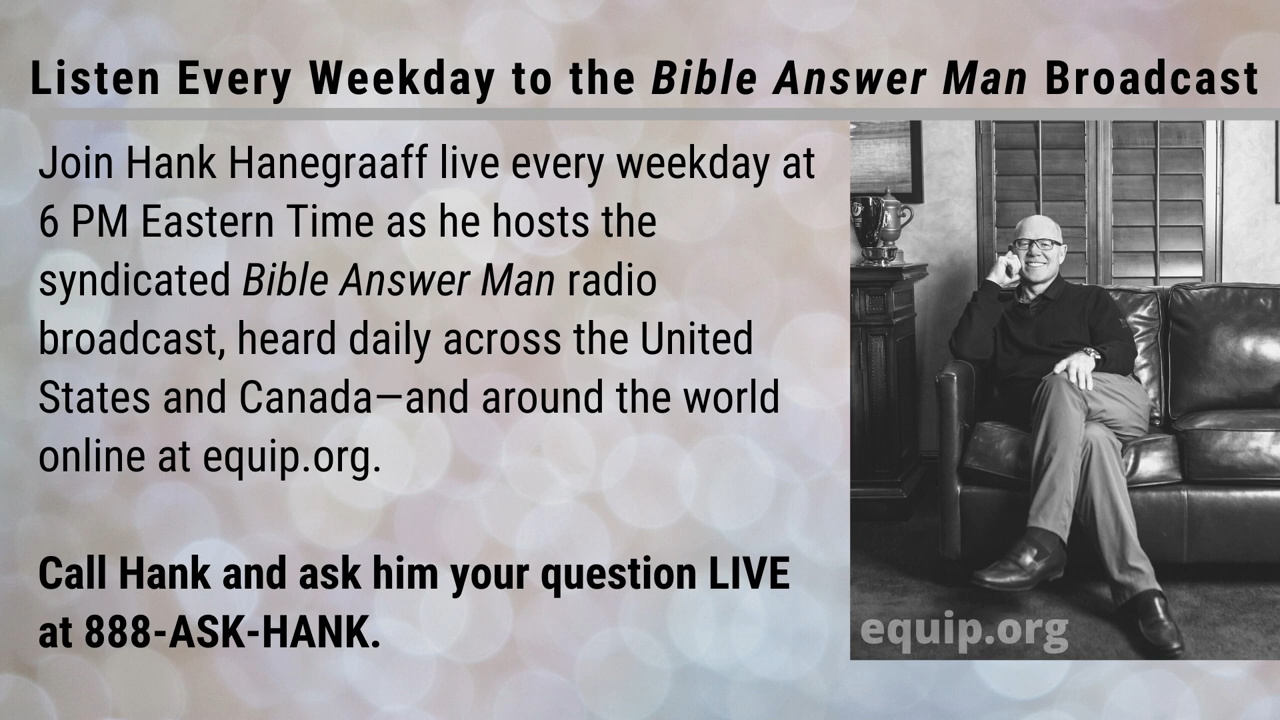 Listen Every Weekday to the Bible Answer Man Broadcast
Join Hank Hanegraaff live every weekday at
6 PM Eastern Time as he hosts the
syndicated Bible Answer Man radio
broadcast, heard daily across the United
States and Canada—and around the world
online at equip.org.
Call Hank and ask him your question LIVE
at 888-ASK-HANK.
equip.org